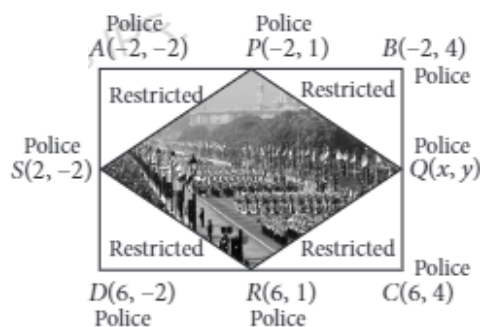 Police Police
A(−2, −2) P(−2, 1) B(−2, 4)
Restricted Restricted Police
Police Police
S(2, −2) Q(x, y)
Restricted Restricted Police
D(6, −2) R(6, 1) C(6, 4)
Police Police